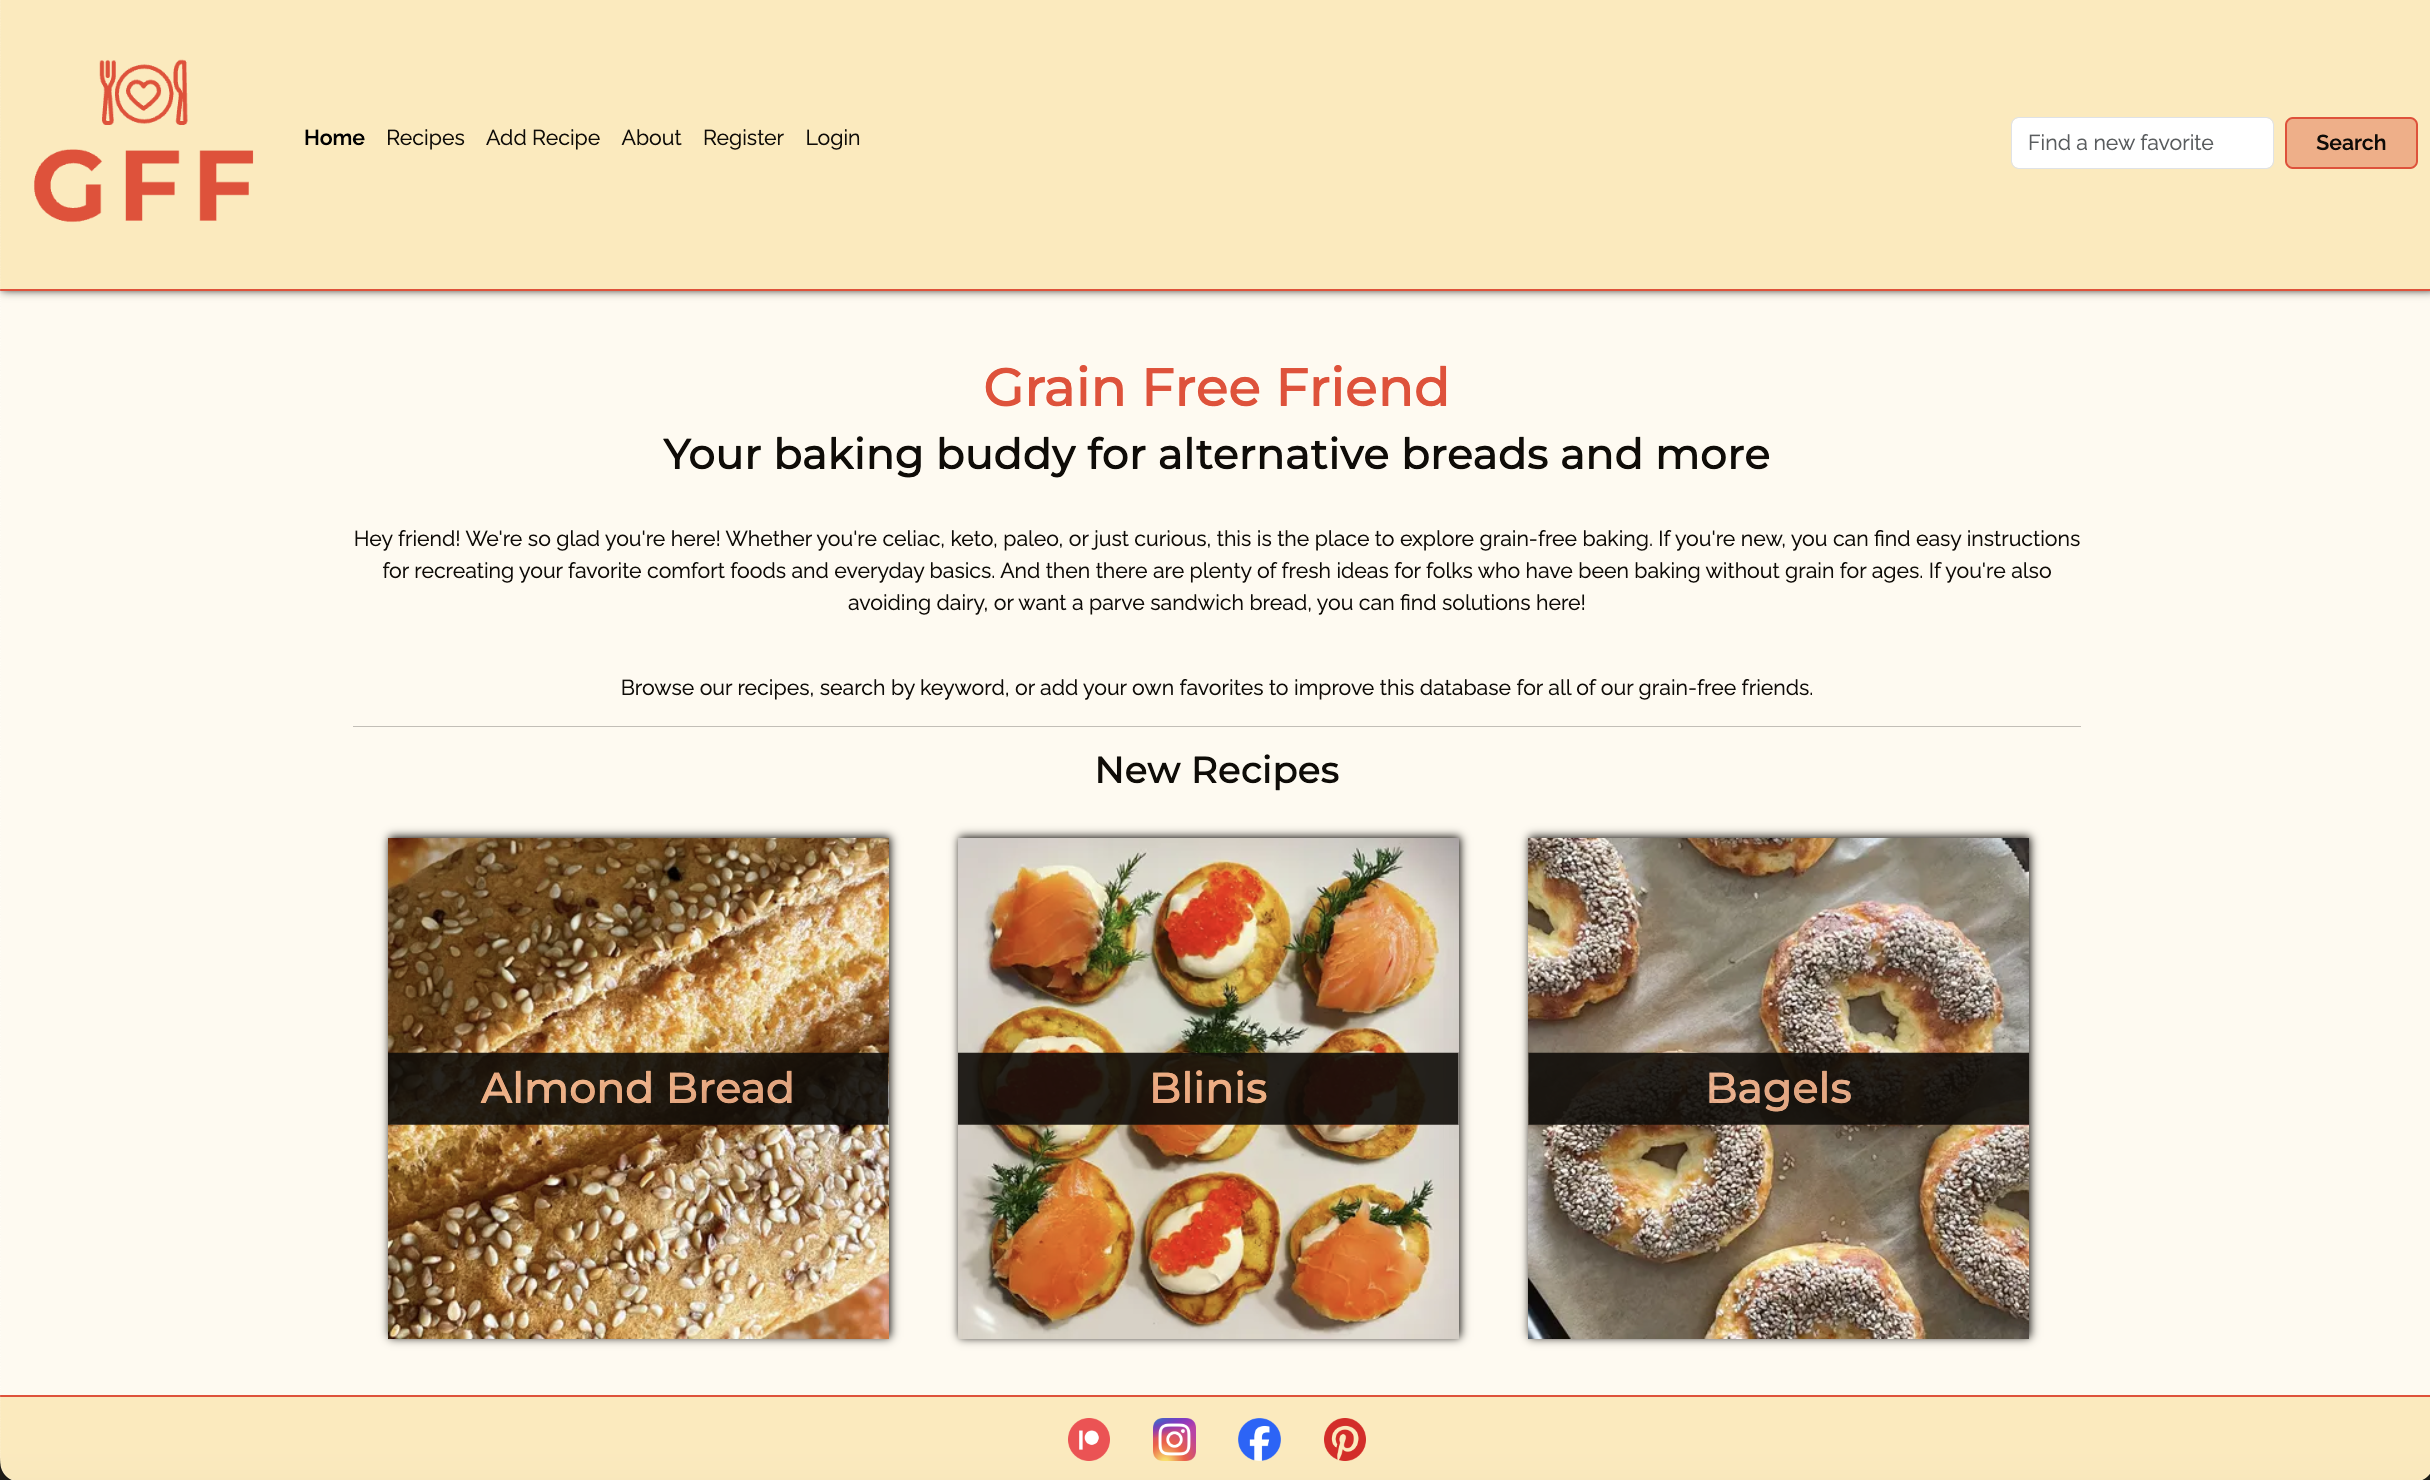 GFF
Home Recipes Add Recipe About Register Login
Find a new favorite Search
Grain Free Friend
Your baking buddy for alternative breads and more
Hey friend! We're so glad you're here! Whether you're celiac, keto, paleo, or just curious, this is the place to explore grain-free baking. If you're new, you can find easy instructions
for recreating your favorite comfort foods and everyday basics. And then there are plenty of fresh ideas for folks who have been baking without grain for ages. If you're also
avoiding dairy, or want a parve sandwich bread, you can find solutions here!
Browse our recipes, search by keyword, or add your own favorites to improve this database for all of our grain-free friends.
New Recipes
Almond Bread
Blinis
Bagels